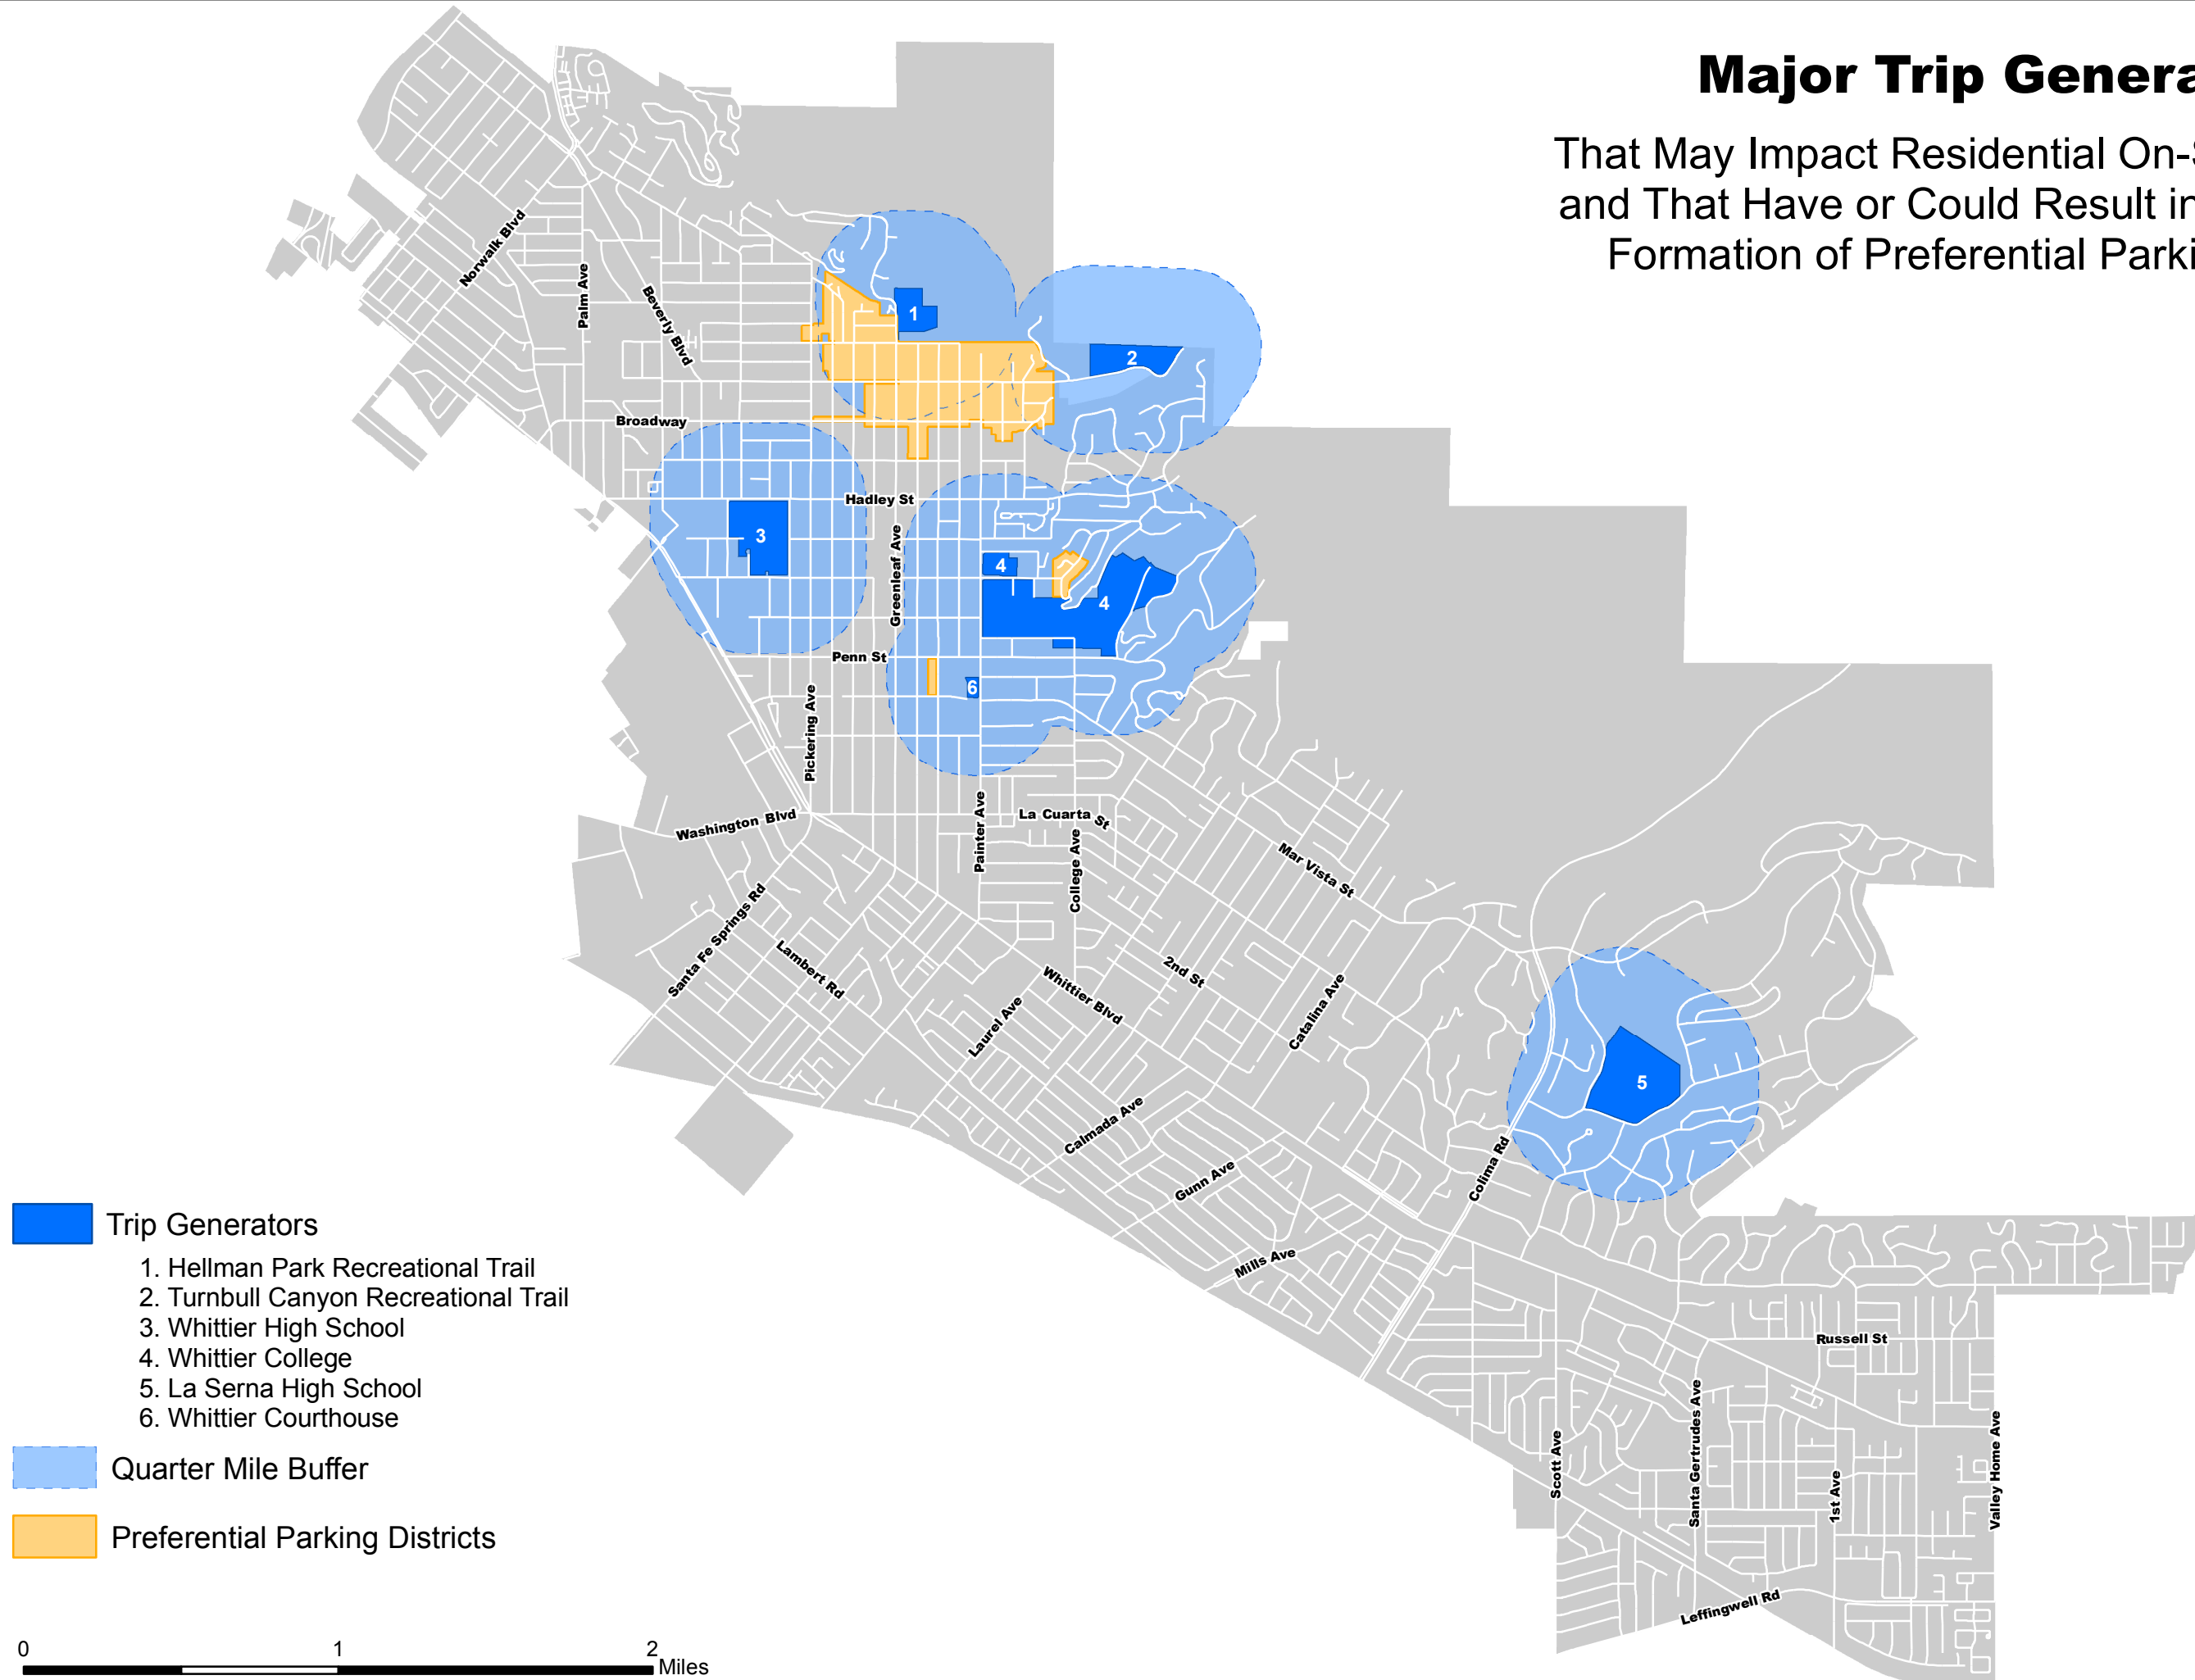 Major Trip Genera
That May Impact Residential On-S
and That Have or Could Result in
Formation of Preferential Parki
Norwalk Blvd
Palm Ave
Beverly Blvd
1
2
Broadway
Hadley St
3
Greenleaf Ave
4
4
Penn St
6
Pickering Ave
Washington Blvd
Painter Ave
La Cuarta St
College Ave
Mar Vista St
Santa Fe Springs Rd
Lambert Rd
Whittier Blvd
2nd St
Laurel Ave
Catalina Ave
5
Calmada Ave
Gunn Ave
Colima Rd
Mills Ave
Russell St
Scott Ave
Santa Gertrudes Ave
1st Ave
Valley Home Ave
Leffingwell Rd
Trip Generators
1. Hellman Park Recreational Trail
2. Turnbull Canyon Recreational Trail
3. Whittier High School
4. Whittier College
5. La Serna High School
6. Whittier Courthouse
Quarter Mile Buffer
Preferential Parking Districts
0 1 2
Miles